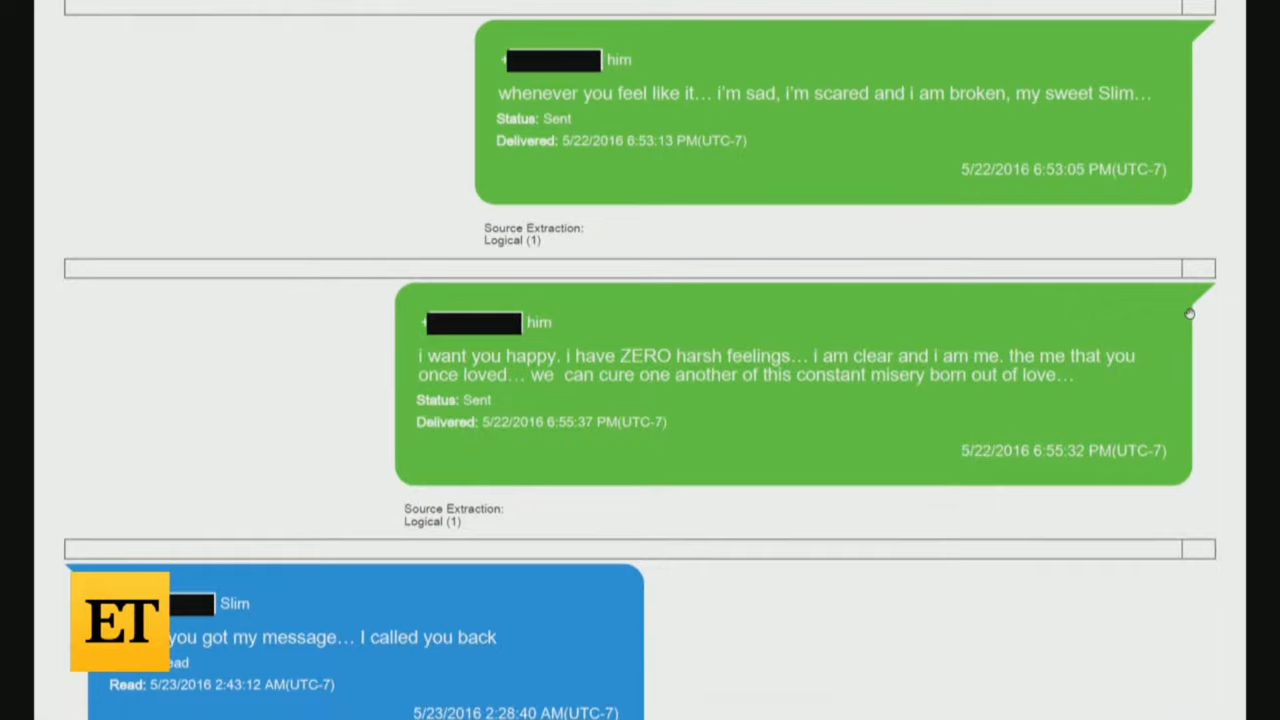 him
whenever you feel like it... i'm sad, i'm scared and i am broken, my sweet Slim...
Status: Sent
Delivered: 5/22/2016 6:53:13 PM(UTC-7)
5/22/2016 6:53:05 PM(UTC-7)
Source Extraction:
Logical (1)
him
i want you happy. i have ZERO harsh feelings... i am clear and i am me. the me that you
once loved... we can cure one another of this constant misery born out of love...
Status: Sent
Delivered: 5/22/2016 6:55:37 PM(UTC-7)
5/22/2016 6:55:32 PM(UTC-7)
Source Extraction:
Logical (1)
Slim
ET
you got my message... I called you back
Read: 5/23/2016 2:43:12 AM(UTC-7)
5/23/2016 2:28:40 AM(UTC-7)